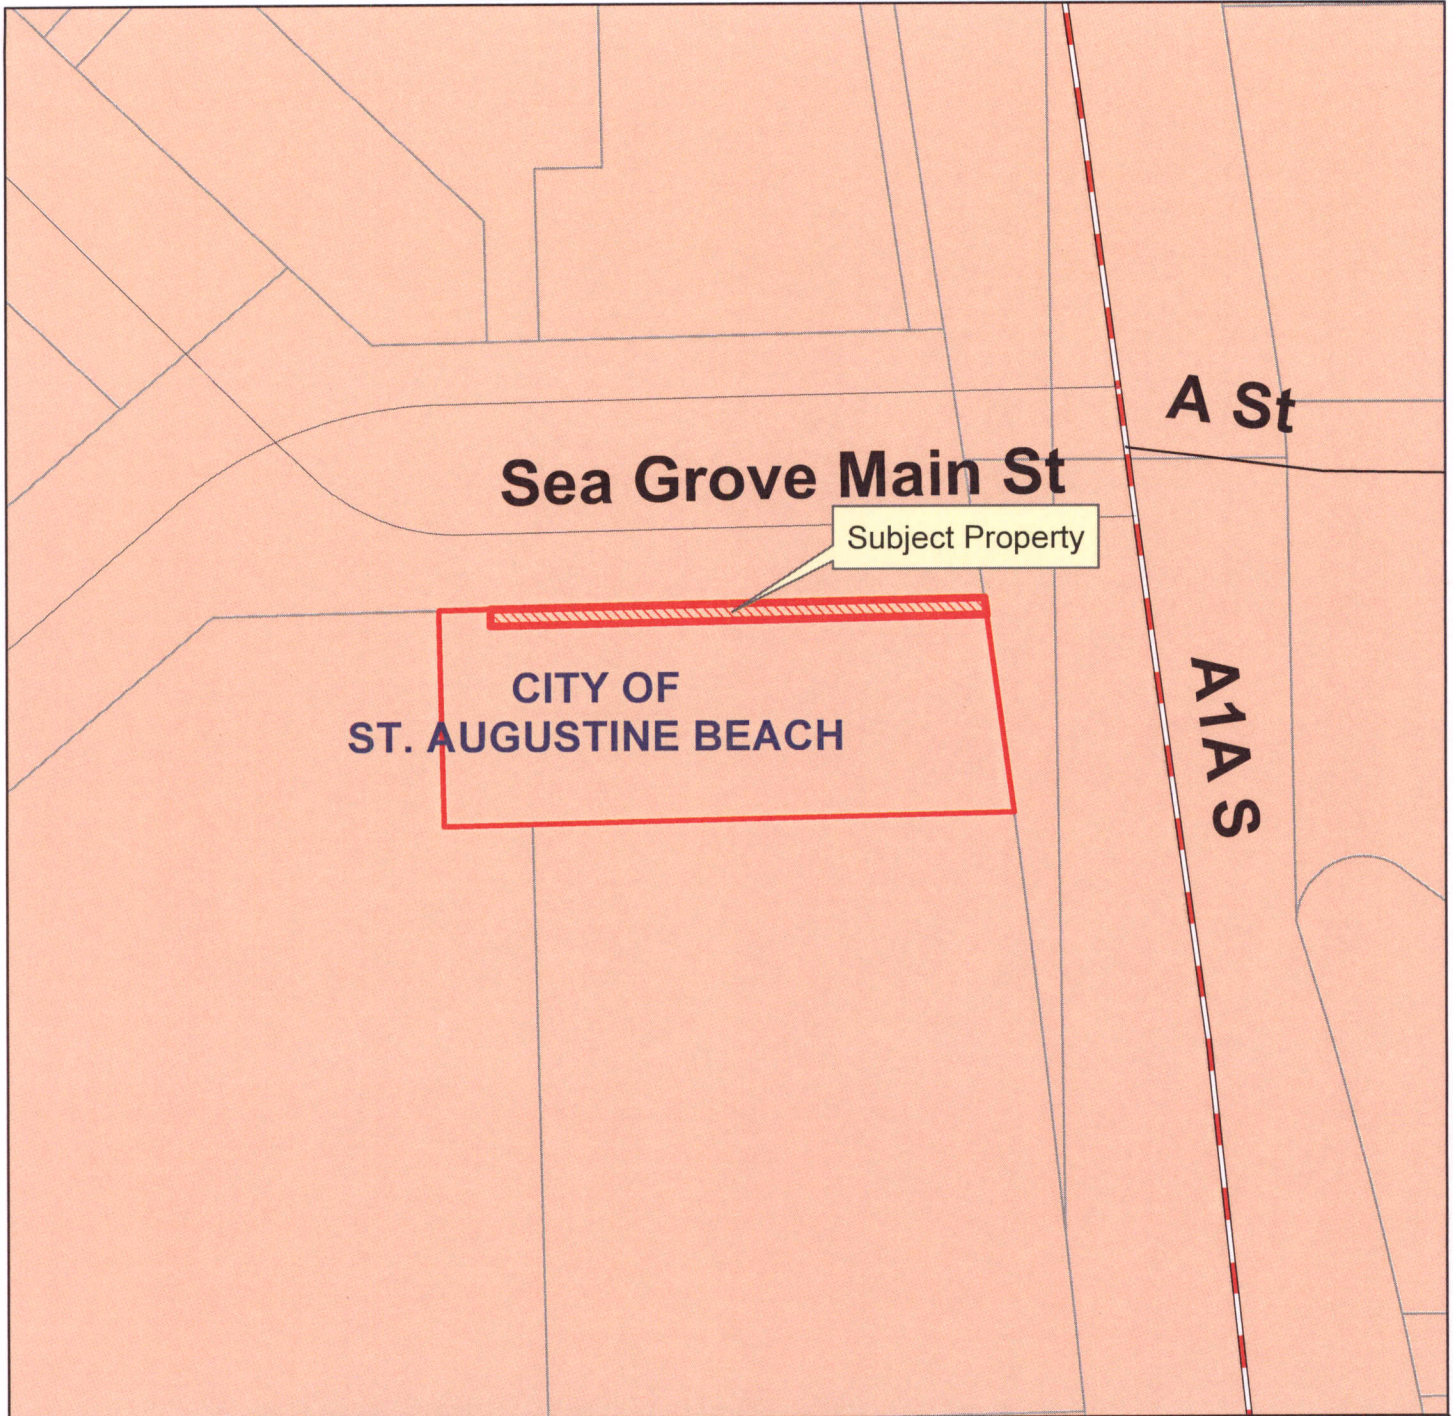 A St
Sea Grove Main St
Subject Property
CITY OF
ST. AUGUSTINE BEACH
A1A S